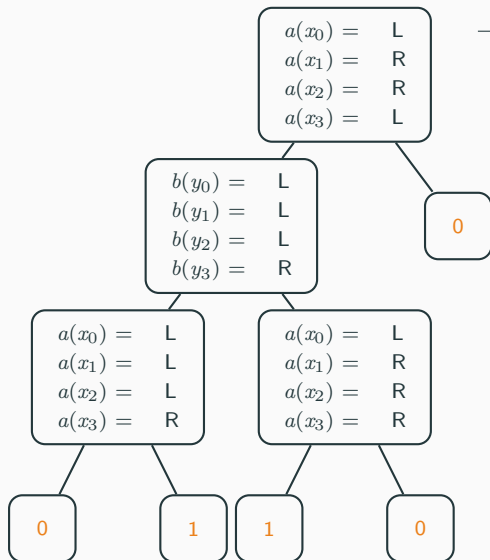 a(x₀) = L
a(x₁) = R
a(x₂) = R
a(x₃) = L
b(y₀) = L
b(y₁) = L
b(y₂) = L
b(y₃) = R
0
a(x₀) = L
a(x₁) = L
a(x₂) = L
a(x₃) = R
a(x₀) = L
a(x₁) = R
a(x₂) = R
a(x₃) = R
0
1
1
0